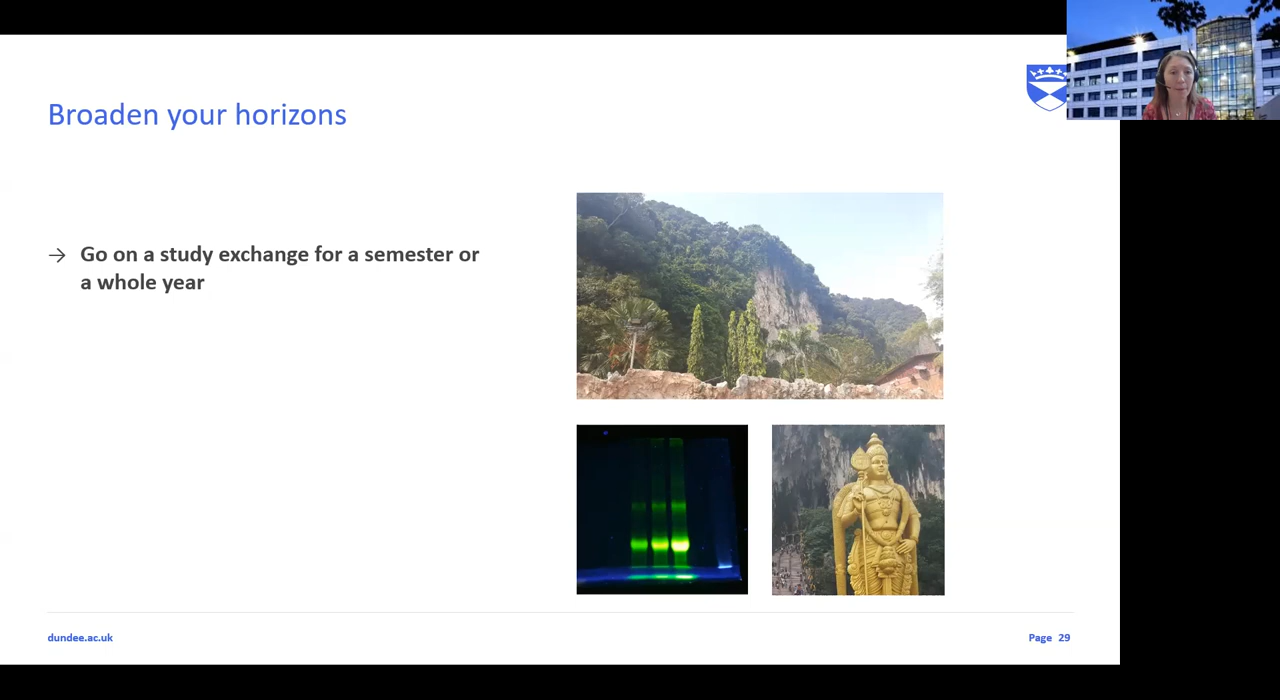 Broaden your horizons
→ Go on a study exchange for a semester or
a whole year
dundee.ac.uk
Page 29